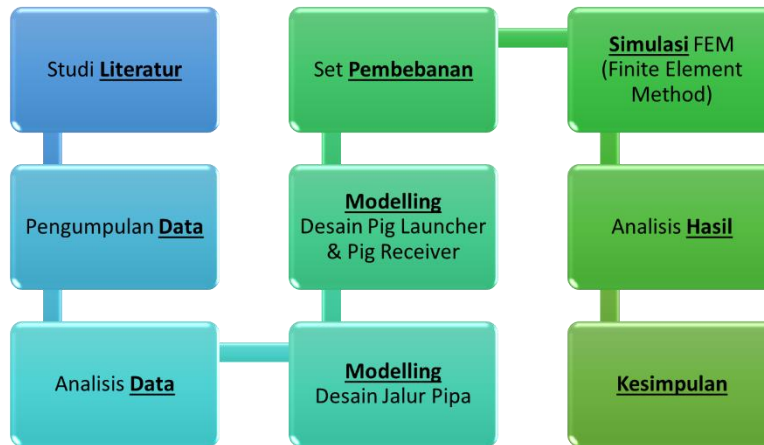 Studi Literatur
Pengumpulan Data
Analisis Data
Modelling
Desain Jalur Pipa
Modelling
Desain Pig Launcher
& Pig Receiver
Set Pembebanan
Simulasi FEM
(Finite Element
Method)
Analisis Hasil
Kesimpulan